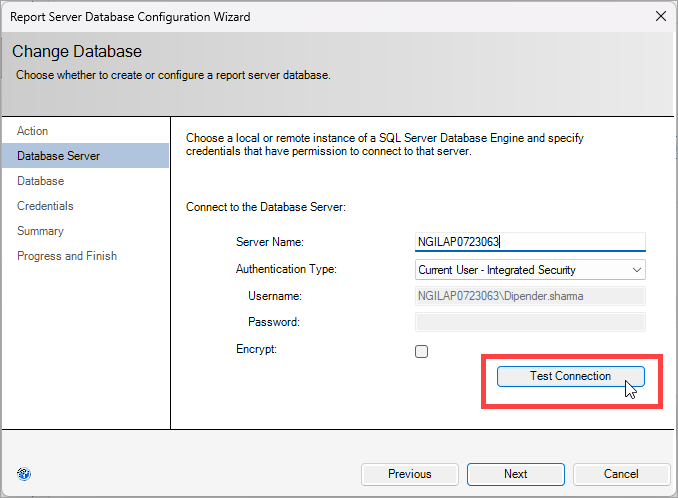 Report Server Database Configuration Wizard
Change Database
Choose whether to create or configure a report server database.
Action
Database Server
Database
Credentials
Summary
Progress and Finish
Choose a local or remote instance of a SQL Server Database Engine and specify
credentials that have permission to connect to that server.
Connect to the Database Server:
Server Name: NGILAP0723063
Authentication Type: Current User - Integrated Security
Username: NGILAP0723063\Dipender.sharma
Password:
Encrypt:
Test Connection
Previous Next Cancel